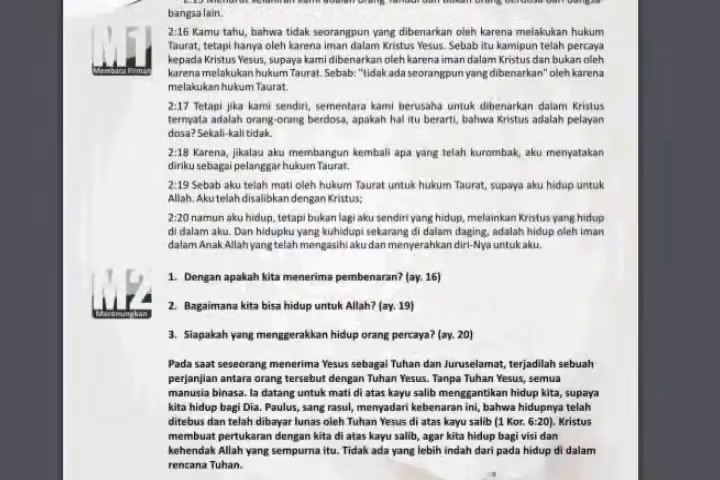 2:15 Menurut kelahiran kami adalah orang Yahudi dan bukan orang berdosa dari bangsa-
bangsa lain.
M1
Membaca Firman
2:16 Kamu tahu, bahwa tidak seorangpun yang dibenarkan oleh karena melakukan hukum
Taurat, tetapi hanya oleh karena iman dalam Kristus Yesus. Sebab itu kamipun telah percaya
kepada Kristus Yesus, supaya kami dibenarkan oleh karena iman dalam Kristus dan bukan oleh
karena melakukan hukum Taurat. Sebab: "tidak ada seorangpun yang dibenarkan" oleh karena
melakukan hukum Taurat.
2:17 Tetapi jika kami sendiri, sementara kami berusaha untuk dibenarkan dalam Kristus
ternyata adalah orang-orang berdosa, apakah hal itu berarti, bahwa Kristus adalah pelayan
dosa? Sekali-kali tidak.
2:18 Karena, jikalau aku membangun kembali apa yang telah kurombak, aku menyatakan
diriku sebagai pelanggar hukum Taurat.
2:19 Sebab aku telah mati oleh hukum Taurat untuk hukum Taurat, supaya aku hidup untuk
Allah. Aku telah disalibkan dengan Kristus;
2:20 namun aku hidup, tetapi bukan lagi aku sendiri yang hidup, melainkan Kristus yang hidup
di dalam aku. Dan hidupku yang kuhidupi sekarang di dalam daging, adalah hidup oleh iman
dalam Anak Allah yang telah mengasihi aku dan menyerahkan diri-Nya untuk aku.
M2
Merenungkan
1. Dengan apakah kita menerima pembenaran? (ay. 16)
2. Bagaimana kita bisa hidup untuk Allah? (ay. 19)
3. Siapakah yang menggerakkan hidup orang percaya? (ay. 20)
Pada saat seseorang menerima Yesus sebagai Tuhan dan Juruselamat, terjadilah sebuah
perjanjian antara orang tersebut dengan Tuhan Yesus. Tanpa Tuhan Yesus, semua
manusia binasa. Ia datang untuk mati di atas kayu salib menggantikan hidup kita, supaya
kita hidup bagi Dia. Paulus, sang rasul, menyadari kebenaran ini, bahwa hidupnya telah
ditebus dan telah dibayar lunas oleh Tuhan Yesus di atas kayu salib (1 Kor. 6:20). Kristus
membuat pertukaran dengan kita di atas kayu salib, agar kita hidup bagi visi dan
kehendak Allah yang sempurna itu. Tidak ada yang lebih indah dari pada hidup di dalam
rencana Tuhan.